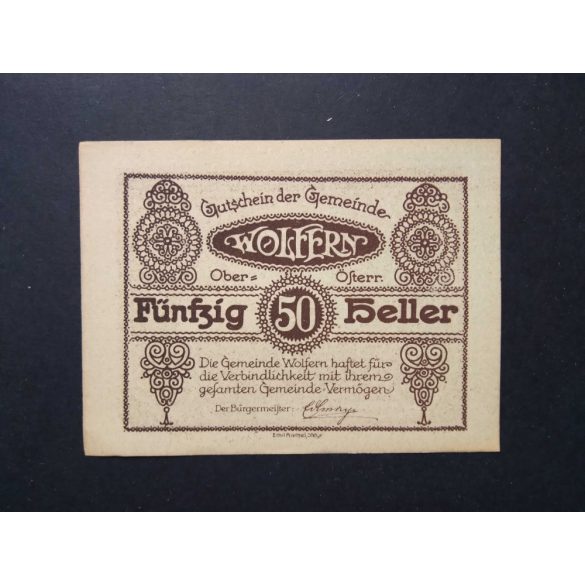 Gutschein der Gemeinde
WOLFERN
Ober= Österr.
Fünfzig 50 Heller
Die Gemeinde Wolfern haftet für
die Verbindlichkeit mit ihrem
gesamten Gemeinde-Vermögen
Der Bürgermeister: